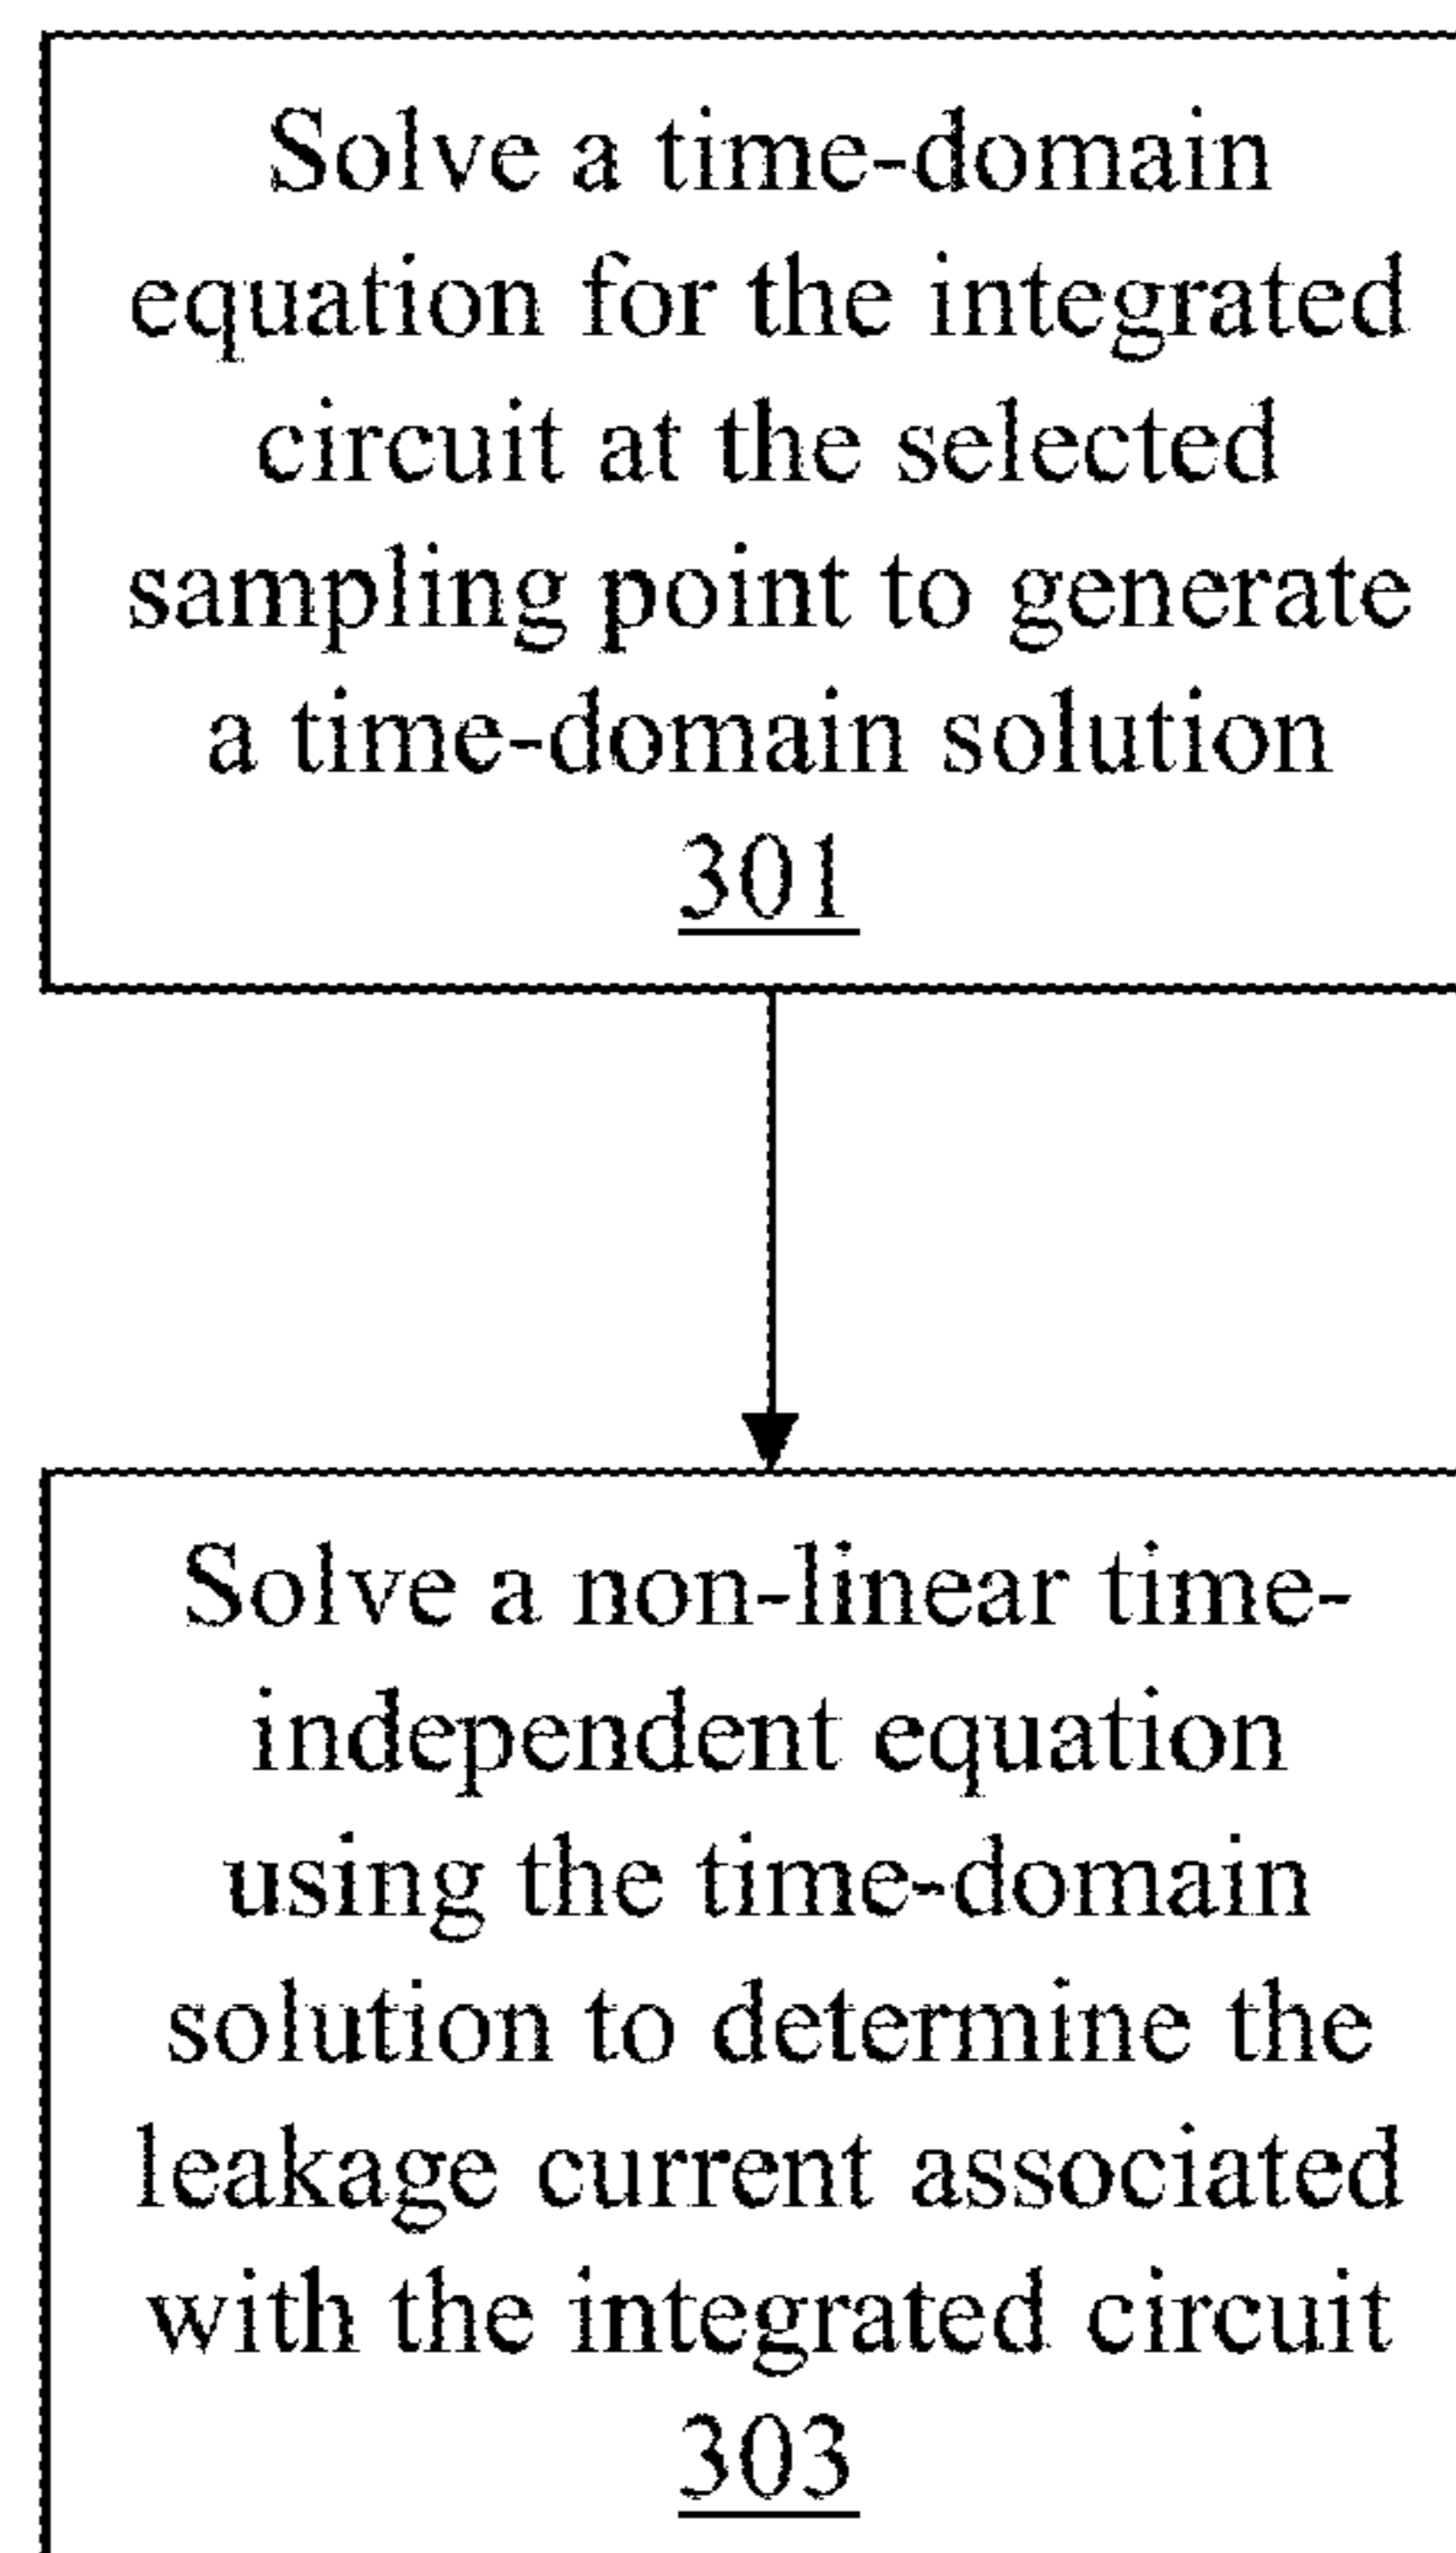 Solve a time-domain
equation for the integrated
circuit at the selected
sampling point to generate
a time-domain solution
301
Solve a non-linear time-
independent equation
using the time-domain
solution to determine the
leakage current associated
with the integrated circuit
303